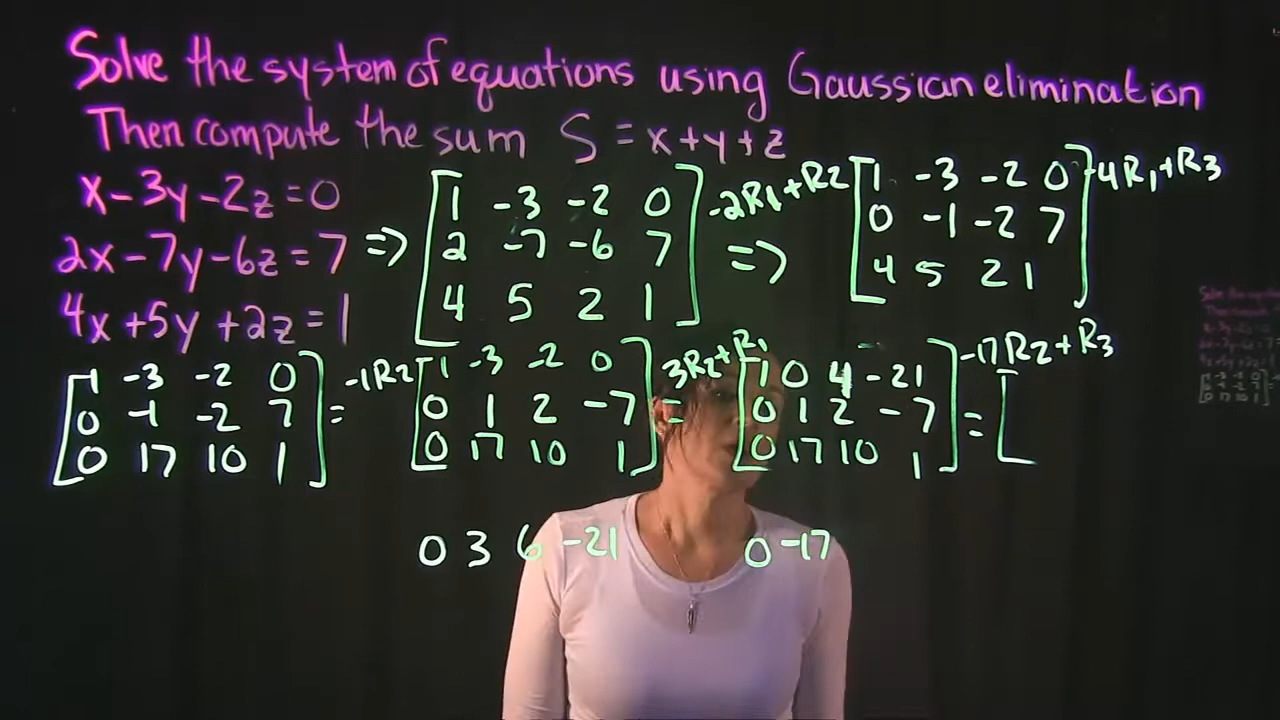 Solve the system of equations using Gaussian elimination
Then compute the sum S = x+y+z
x-3y-2z=0
2x-7y-6z=7
4x+5y+2z=1
=> [1 -3 -2 0
2 -7 -6 7
4 5 2 1]
-2R1+R2
=> [1 -3 -2 0
0 -1 -2 7
4 5 2 1]
-4R1+R3
[1 -3 -2 0
0 -1 -2 7
0 17 10 1]
-1R2
= [1 -3 -2 0
0 1 2 -7
0 17 10 1]
3R2+R1
= [1 0 4 -21
0 1 2 -7
0 17 10 1]
-17R2+R3
= [
0 3 6 -21
0 -17